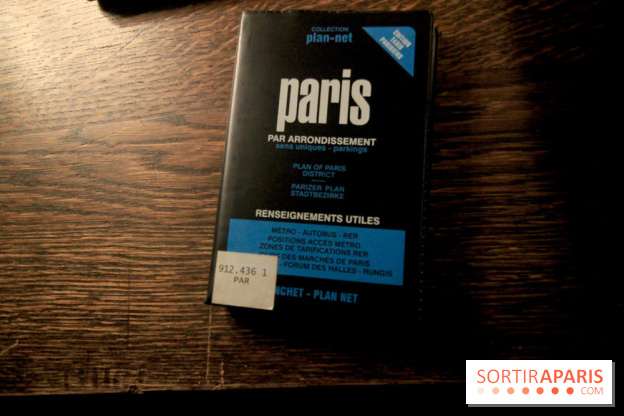 COLLECTION
plan-net
ÉDITION
paris
PAR ARRONDISSEMENT
sens uniques - parkings
PLAN OF PARIS
DISTRICT
PARIZER PLAN
STADTBEZIRKE
RENSEIGNEMENTS UTILES
MÉTRO - AUTOBUS - RER
POSITIONS ACCÈS MÉTRO
ZONES DE TARIFICATIONS RER
DES MARCHÉS DE PARIS
- FORUM DES HALLES - RUNGIS
912.436 1
PAR
NCHET - PLAN NET
SORTIRAPARIS
.COM